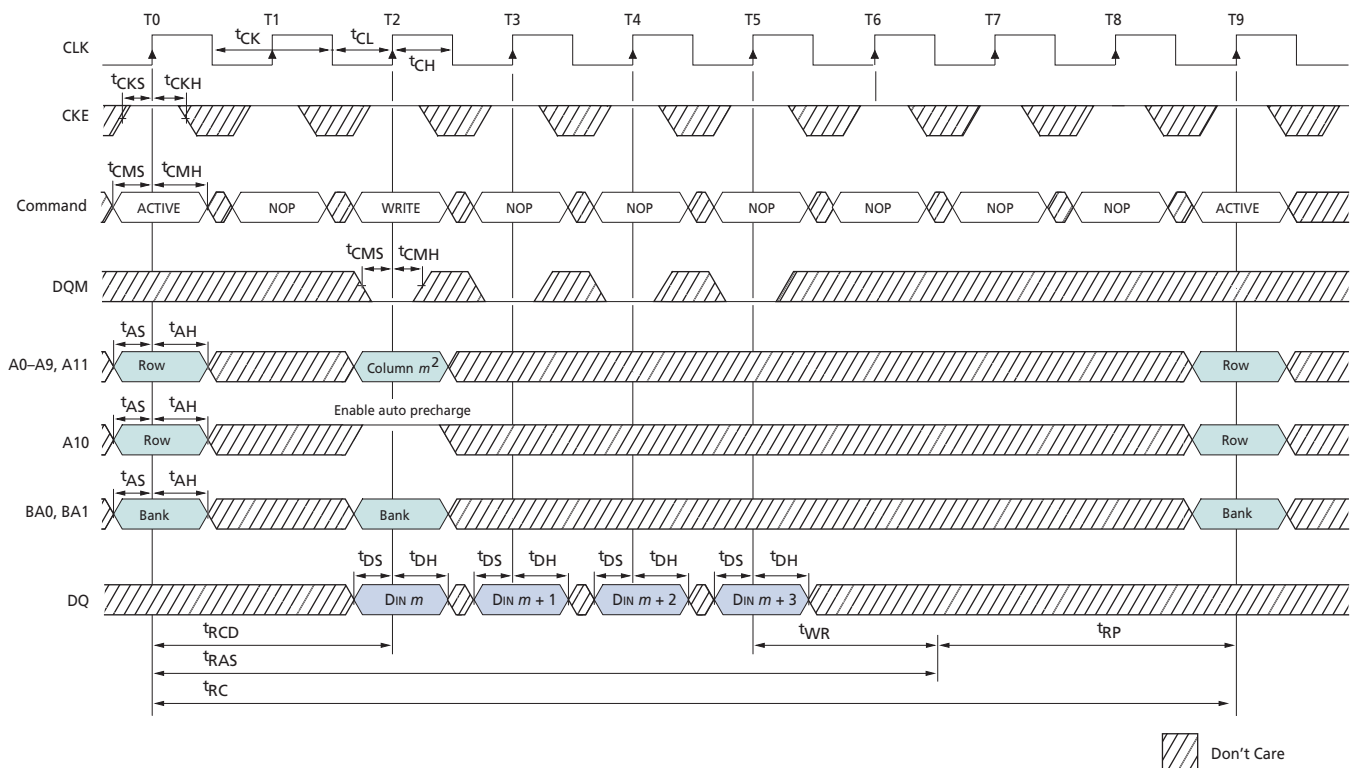 T0 T1 T2 T3 T4 T5 T6 T7 T8 T9
CLK
tCK tCL
tCH
tCKS tCKH
CKE
tCMS tCMH
Command ACTIVE NOP WRITE NOP NOP NOP NOP NOP NOP ACTIVE
tCMS tCMH
DQM
tAS tAH
A0–A9, A11 Row Column m2 Row
tAS tAH Enable auto precharge
A10 Row Row
tAS tAH
BA0, BA1 Bank Bank Bank
tDS tDH tDS tDH tDS tDH tDS tDH
DQ DIN m DIN m + 1 DIN m + 2 DIN m + 3
tRCD tWR tRP
tRAS
tRC
Don't Care